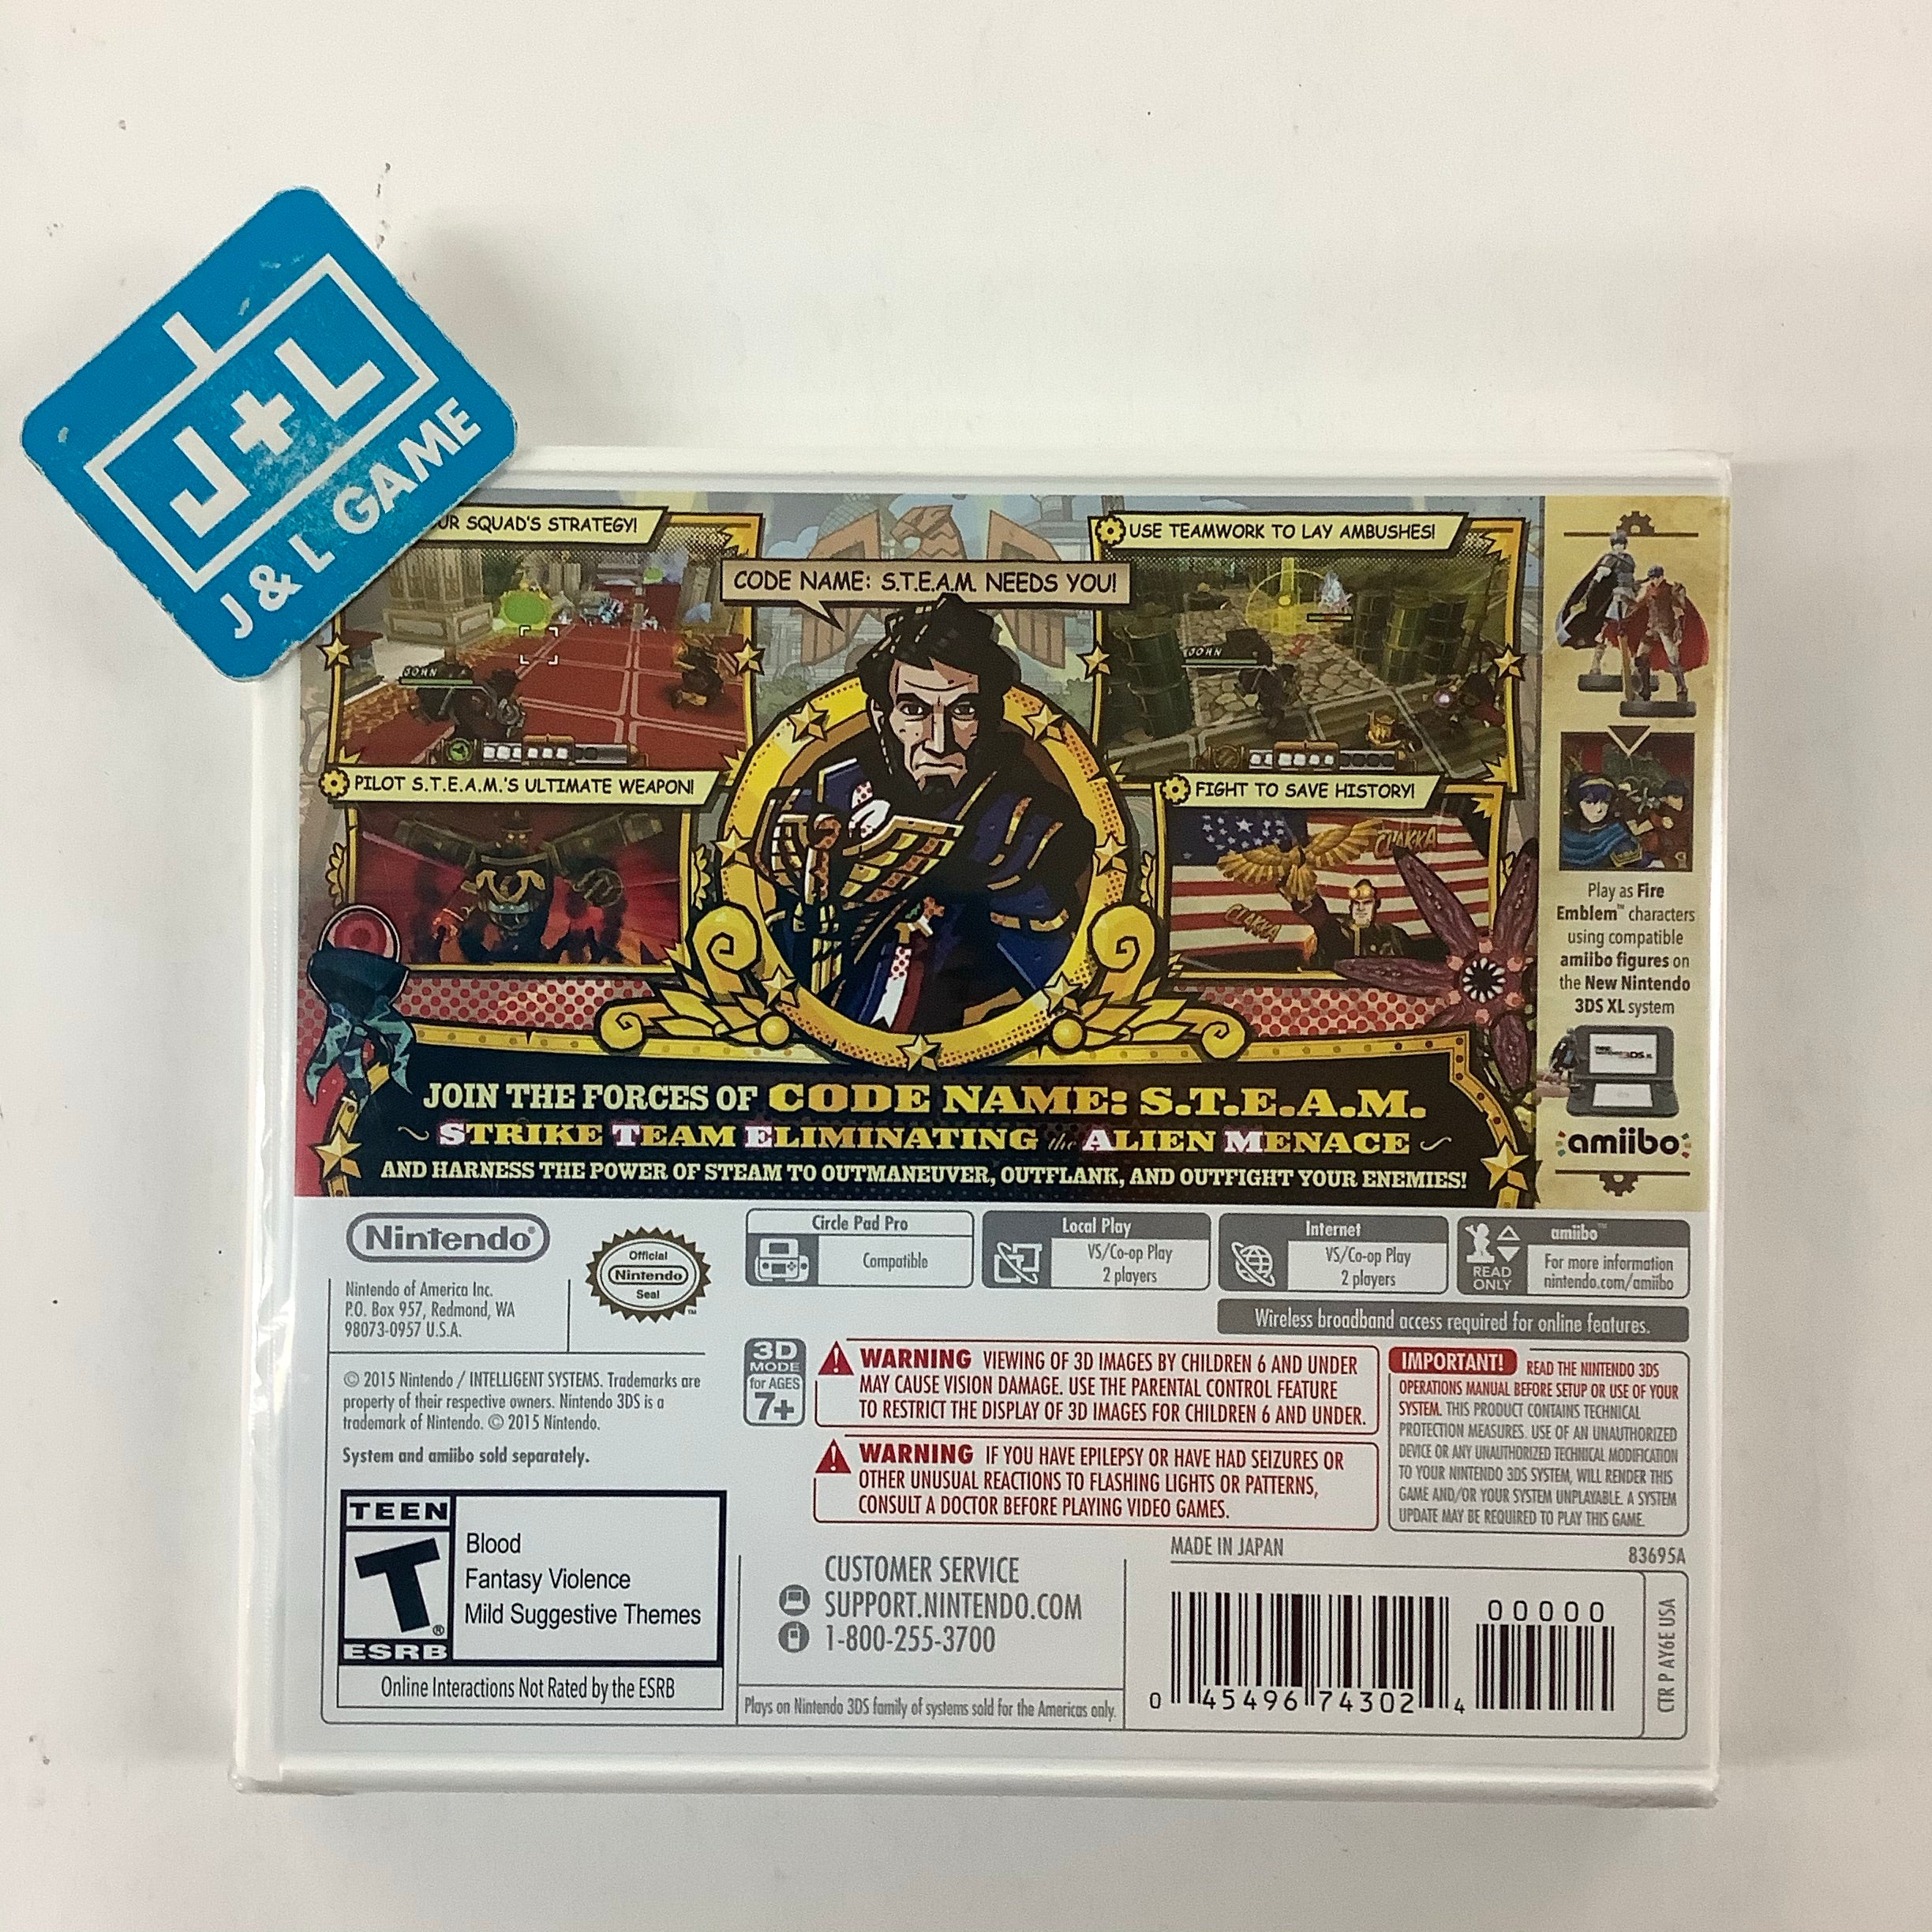 J+L
J & L GAME
UR SQUAD'S STRATEGY!
USE TEAMWORK TO LAY AMBUSHES!
CODE NAME: S.T.E.A.M. NEEDS YOU!
JOHN
JOHN
PILOT S.T.E.A.M.'S ULTIMATE WEAPON!
FIGHT TO SAVE HISTORY!
CHAKKA
CLAKKA
Play as Fire
Emblem™ characters
using compatible
amiibo figures on
the New Nintendo
3DS XL system
amiibo
JOIN THE FORCES OF CODE NAME: S.T.E.A.M.
~ STRIKE TEAM ELIMINATING the ALIEN MENACE ~
AND HARNESS THE POWER OF STEAM TO OUTMANEUVER, OUTFLANK, AND OUTFIGHT YOUR ENEMIES!
Nintendo®
Nintendo of America Inc.
P.O. Box 957, Redmond, WA
98073-0957 U.S.A.
Official
Nintendo
Seal
™
Circle Pad Pro
Compatible
Local Play
VS/Co-op Play
2 players
Internet
VS/Co-op Play
2 players
READ
ONLY
amiibo™
For more information
nintendo.com/amiibo
Wireless broadband access required for online features.
© 2015 Nintendo / INTELLIGENT SYSTEMS. Trademarks are
property of their respective owners. Nintendo 3DS is a
trademark of Nintendo. © 2015 Nintendo.
System and amiibo sold separately.
3D
MODE
for AGES
7+
WARNING VIEWING OF 3D IMAGES BY CHILDREN 6 AND UNDER
MAY CAUSE VISION DAMAGE. USE THE PARENTAL CONTROL FEATURE
TO RESTRICT THE DISPLAY OF 3D IMAGES FOR CHILDREN 6 AND UNDER.
WARNING IF YOU HAVE EPILEPSY OR HAVE HAD SEIZURES OR
OTHER UNUSUAL REACTIONS TO FLASHING LIGHTS OR PATTERNS,
CONSULT A DOCTOR BEFORE PLAYING VIDEO GAMES.
IMPORTANT! READ THE NINTENDO 3DS
OPERATIONS MANUAL BEFORE SETUP OR USE OF YOUR
SYSTEM. THIS PRODUCT CONTAINS TECHNICAL
PROTECTION MEASURES. USE OF AN UNAUTHORIZED
DEVICE OR ANY UNAUTHORIZED TECHNICAL MODIFICATION
TO YOUR NINTENDO 3DS SYSTEM, WILL RENDER THIS
GAME AND/OR YOUR SYSTEM UNPLAYABLE. A SYSTEM
UPDATE MAY BE REQUIRED TO PLAY THIS GAME.
TEEN
T®
ESRB
Blood
Fantasy Violence
Mild Suggestive Themes
Online Interactions Not Rated by the ESRB
CUSTOMER SERVICE
SUPPORT.NINTENDO.COM
1-800-255-3700
Plays on Nintendo 3DS family of systems sold for the Americas only.
MADE IN JAPAN
83695A
00000
0 45496 74302 4
CTR P AY6E USA